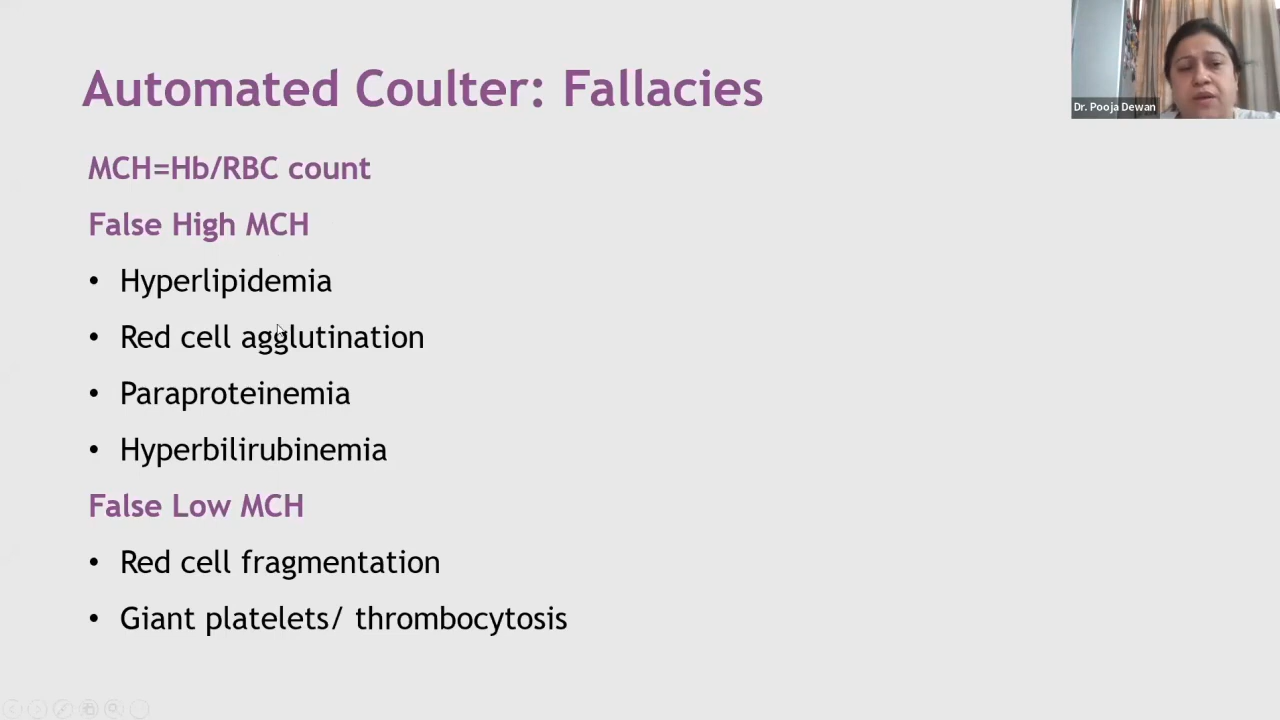 Automated Coulter: Fallacies
Dr. Pooja Dewan
MCH=Hb/RBC count
False High MCH
• Hyperlipidemia
• Red cell agglutination
• Paraproteinemia
• Hyperbilirubinemia
False Low MCH
• Red cell fragmentation
• Giant platelets/ thrombocytosis